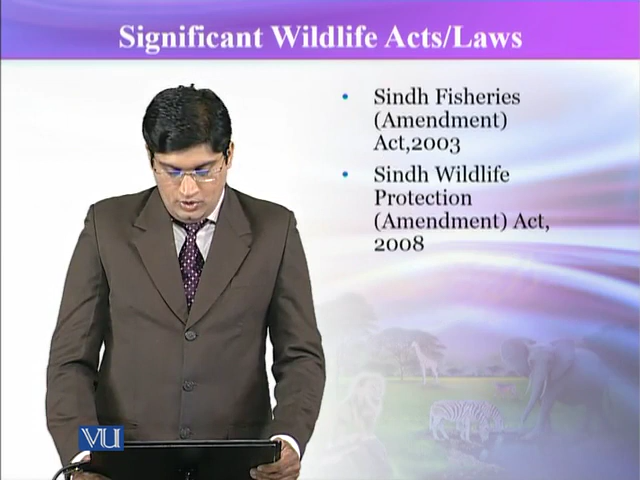 Significant Wildlife Acts/Laws
• Sindh Fisheries
(Amendment)
Act,2003
• Sindh Wildlife
Protection
(Amendment) Act,
2008
VU